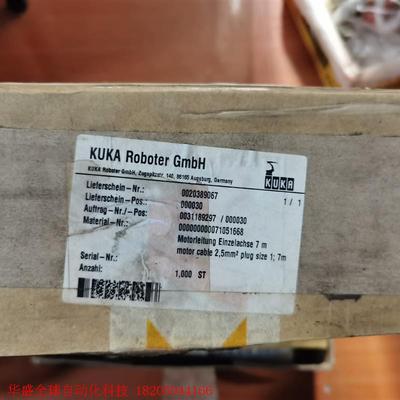 KUKA Roboter GmbH
KUKA Roboter GmbH, Zugspitzstr. 140, 86165 Augsburg, Germany
KUKA
Lieferschein-Nr.: 0020389067 1 / 1
Lieferschein-Pos.: 000030
Auftrag-Nr./-Pos.: 0031189297 / 000030
Material-Nr.: 000000000071051668
Motorleitung Einzelachse 7 m
motor cable 2,5mm² plug size 1; 7m
Serial-Nr.:
Anzahl: 1,000 ST
华盛全球自动化科技